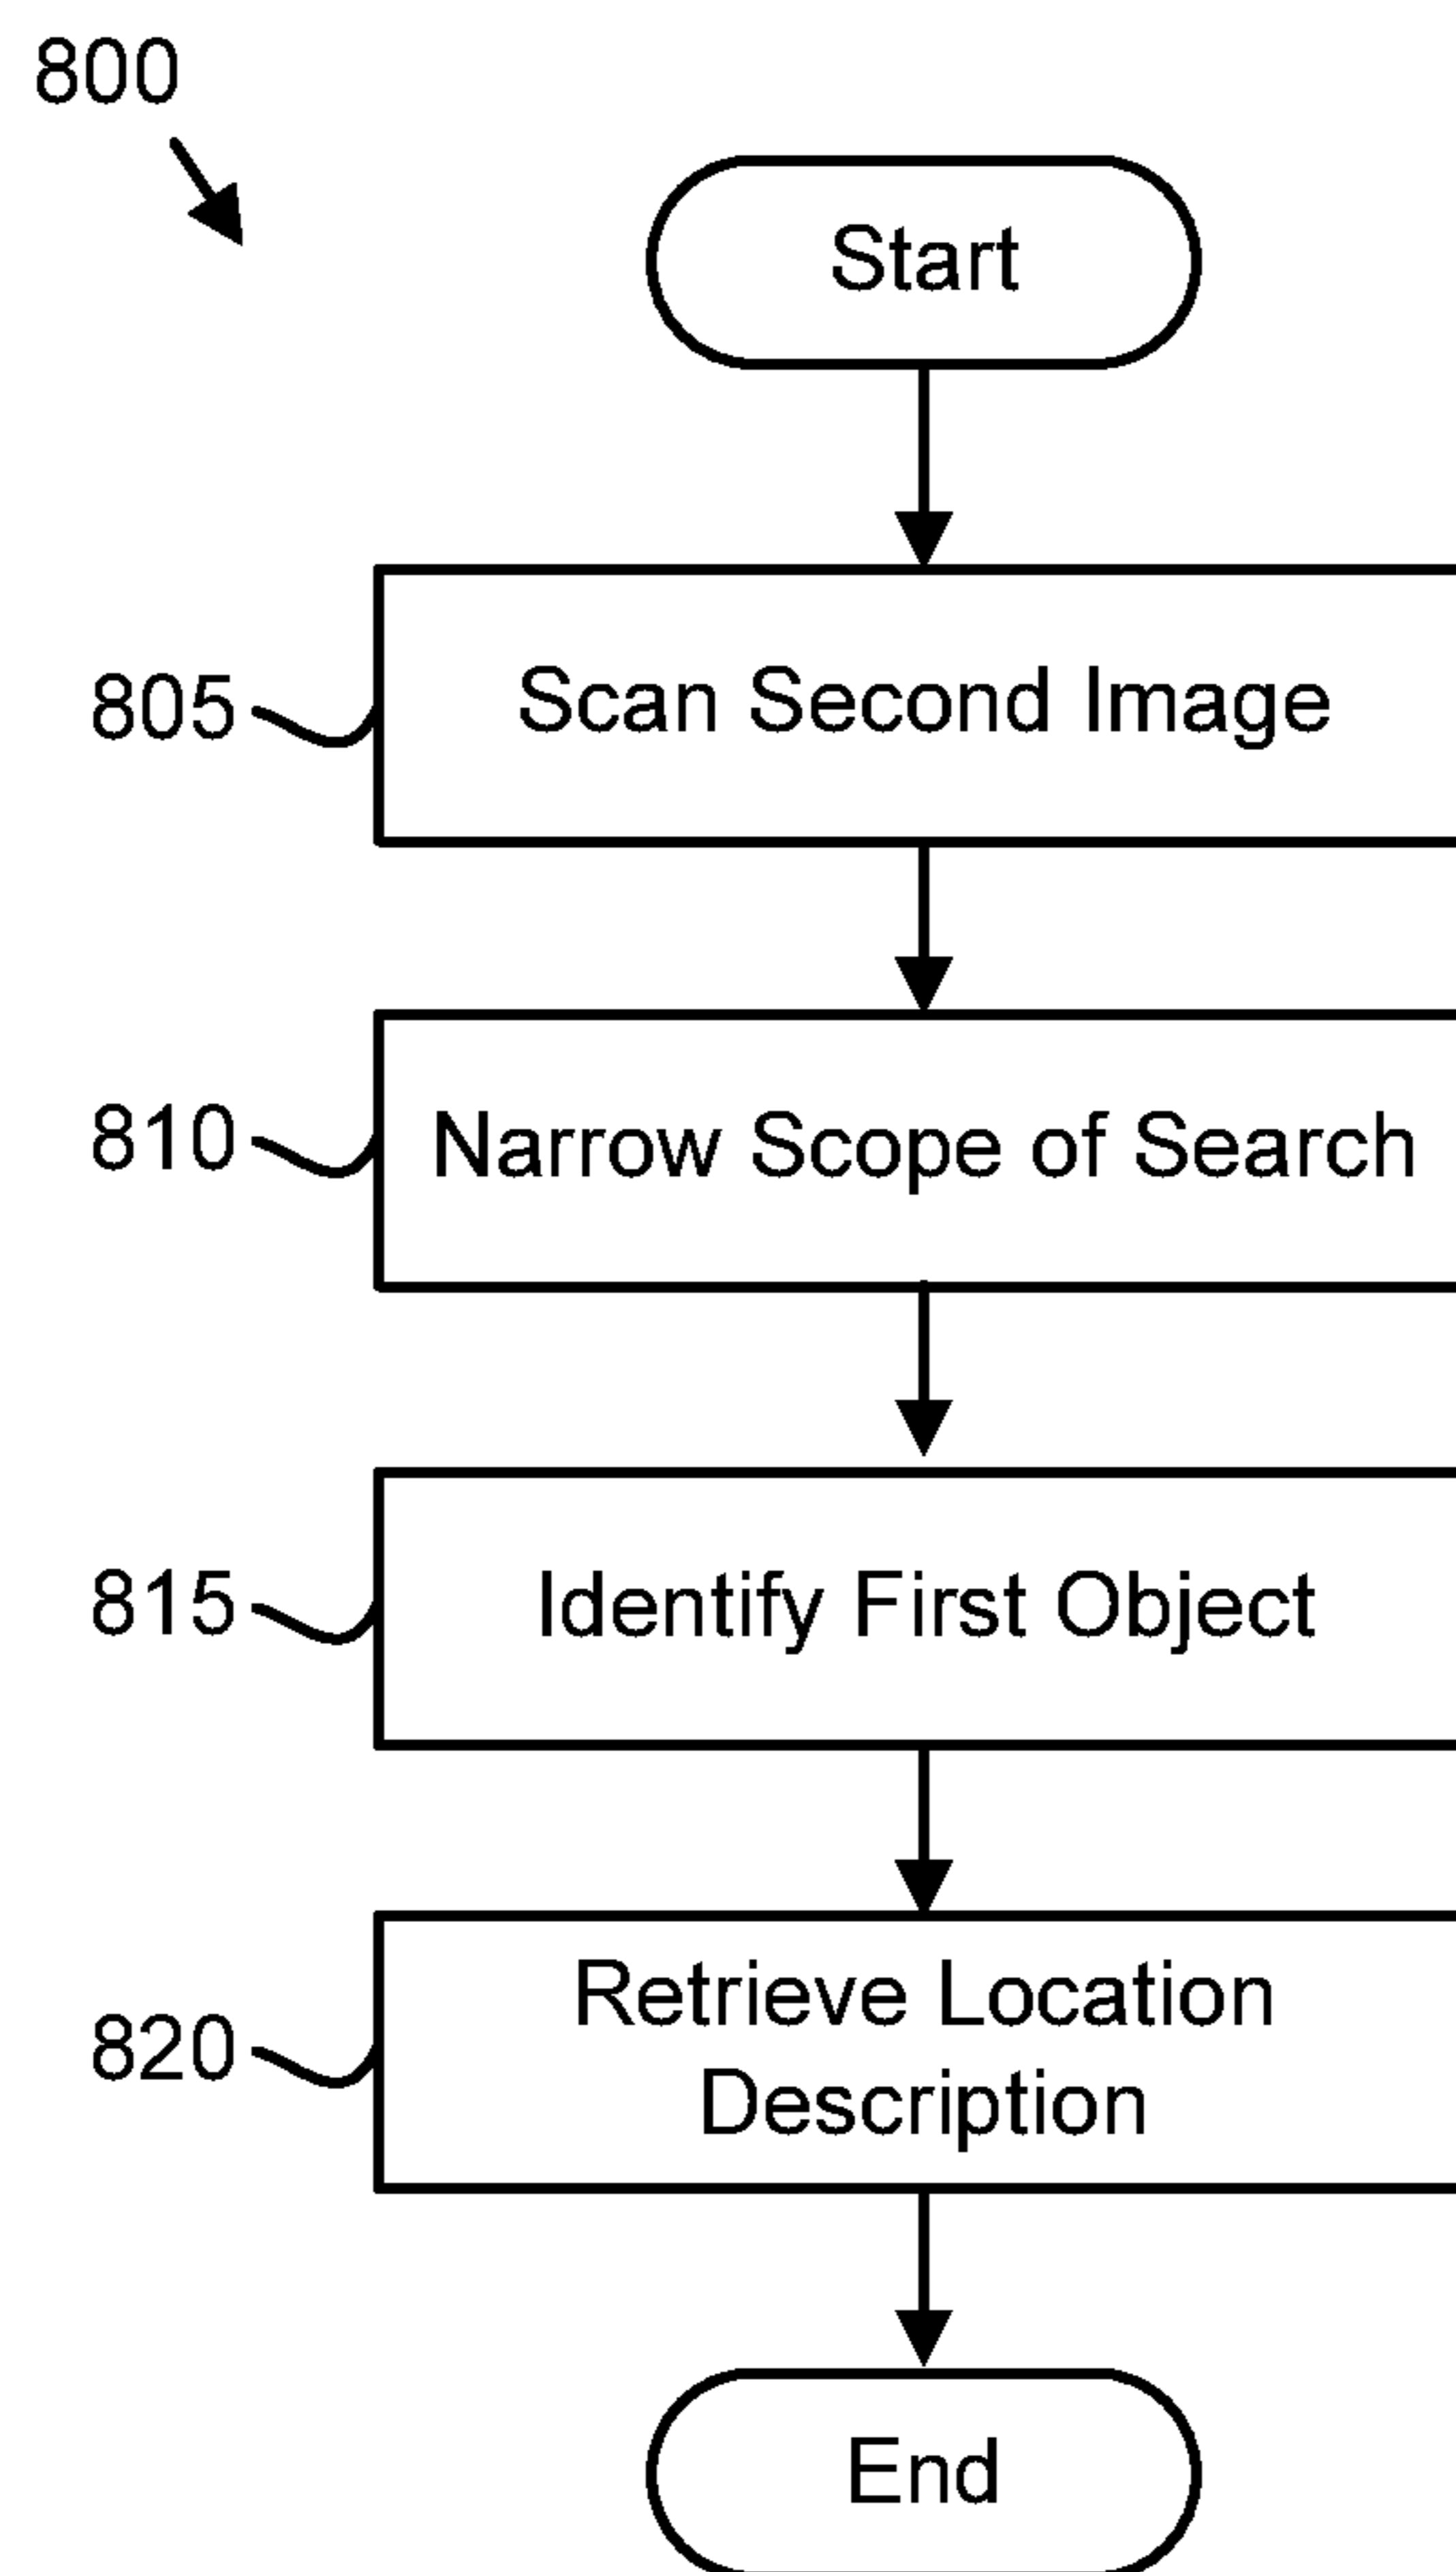 800
Start
805
Scan Second Image
810
Narrow Scope of Search
815
Identify First Object
820
Retrieve Location
Description
End